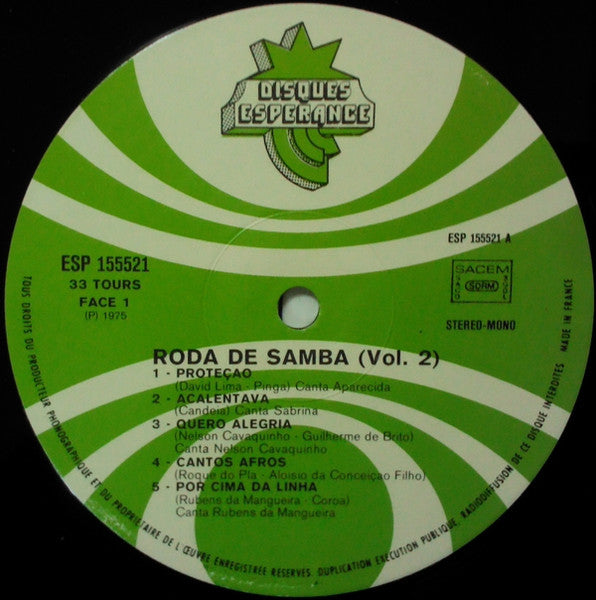 DISQUES
ESPERANCE
ESP 155521 A
ESP 155521
33 TOURS
FACE 1
(P) 1975
SACEM
SDRM
STEREO-MONO
RODA DE SAMBA (Vol. 2)
1 - PROTEÇAO
(David Lima - Pinga) Canta Aparecida
2 - ACALENTAVA
(Candeia) Canta Sabrina
3 - QUERO ALEGRIA
(Nelson Cavaquinho - Guilherme de Brito)
Canta Nelson Cavaquinho
4 - CANTOS AFROS
(Roque do Pla - Aloisio da Conceiçao Filho)
5 - POR CIMA DA LINHA
(Rubens da Mangueira - Coroa)
Canta Rubens da Mangueira
TOUS DROITS DU PRODUCTEUR PHONOGRAPHIQUE ET DU PROPRIETAIRE DE L'ŒUVRE ENREGISTREE RESERVES. DUPLICATION EXECUTION PUBLIQUE, RADIODIFFUSION DE CE DISQUE INTERDITES MADE IN FRANCE